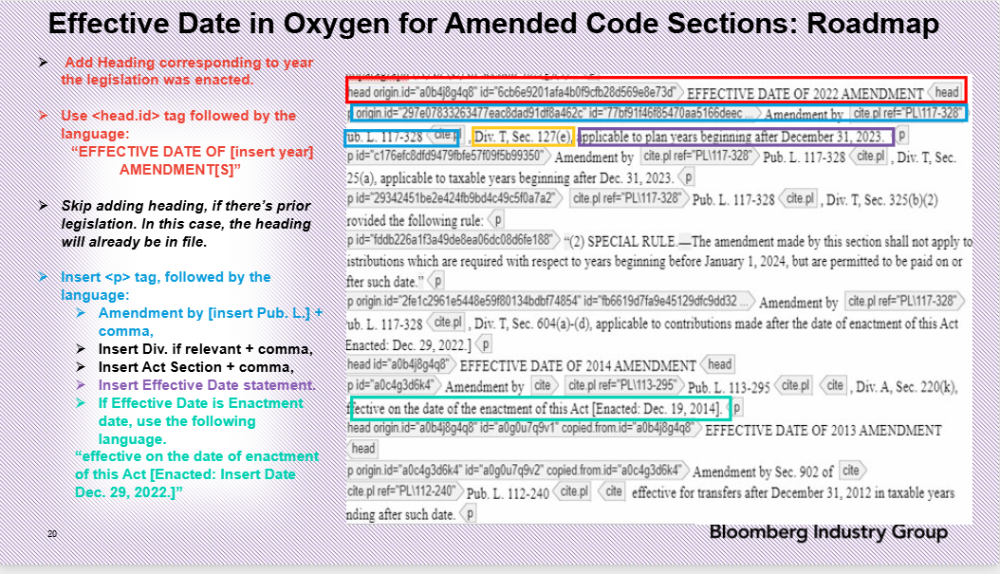 Effective Date in Oxygen for Amended Code Sections: Roadmap
➢ Add Heading corresponding to year
the legislation was enacted.
➢ Use <head.id> tag followed by the
language:
“EFFECTIVE DATE OF [insert year]
AMENDMENT[S]”
➢ Skip adding heading, if there’s prior
legislation. In this case, the heading
will already be in file.
➢ Insert <p> tag, followed by the
language:
➢ Amendment by [insert Pub. L.] +
comma,
➢ Insert Div. if relevant + comma,
➢ Insert Act Section + comma,
➢ Insert Effective Date statement.
➢ If Effective Date is Enactment
date, use the following
language.
“effective on the date of enactment
of this Act [Enacted: Insert Date
Dec. 29, 2022.]”
head origin.id="a0b4j8g4q8" id="6cb6e9201afa4b0f9cfb28d569e8e73d" EFFECTIVE DATE OF 2022 AMENDMENT head
p origin.id="297e07833263477eac8dad91df8a462c" id="77bf91f46f85470aa5166deec ... Amendment by cite.pl ref="PL\117-328"
ub. L. 117-328 cite.pl , Div. T, Sec. 127(e), applicable to plan years beginning after December 31, 2023. p
p id="c176efc8dfd9479fbfe57f09f5b99350" Amendment by cite.pl ref="PL\117-328" Pub. L. 117-328 cite.pl , Div. T, Sec.
25(a), applicable to taxable years beginning after Dec. 31, 2023. p
p id="29342451be2e424fb9bd4c49c5f0a7a2" cite.pl ref="PL\117-328" Pub. L. 117-328 cite.pl , Div. T, Sec. 325(b)(2)
rovided the following rule: p
p id="fddb226a1f3a49de8ea06dc08d6fe188" “(2) SPECIAL RULE.—The amendment made by this section shall not apply to
istributions which are required with respect to years beginning before January 1, 2024, but are permitted to be paid on or
fter such date.” p
p origin.id="2fe1c2961e5448e59f80134bdbf74854" id="fb6619d7fa9e45129dfc9dd32 ... Amendment by cite.pl ref="PL\117-328"
ub. L. 117-328 cite.pl , Div. T, Sec. 604(a)-(d), applicable to contributions made after the date of enactment of this Act
Enacted: Dec. 29, 2022.] p
head id="a0b4j8g4q8" EFFECTIVE DATE OF 2014 AMENDMENT head
p id="a0c4g3d6k4" Amendment by cite cite.pl ref="PL\113-295" Pub. L. 113-295 cite.pl cite , Div. A, Sec. 220(k),
ffective on the date of the enactment of this Act [Enacted: Dec. 19, 2014]. p
head origin.id="a0b4j8g4q8" id="a0g0u7q9v1" copied.from.id="a0b4j8g4q8" EFFECTIVE DATE OF 2013 AMENDMENT
head
p origin.id="a0c4g3d6k4" id="a0g0u7q9v2" copied.from.id="a0c4g3d6k4" Amendment by Sec. 902 of cite
cite.pl ref="PL\112-240" Pub. L. 112-240 cite.pl cite effective for transfers after December 31, 2012 in taxable years
nding after such date. p
20
Bloomberg Industry Group